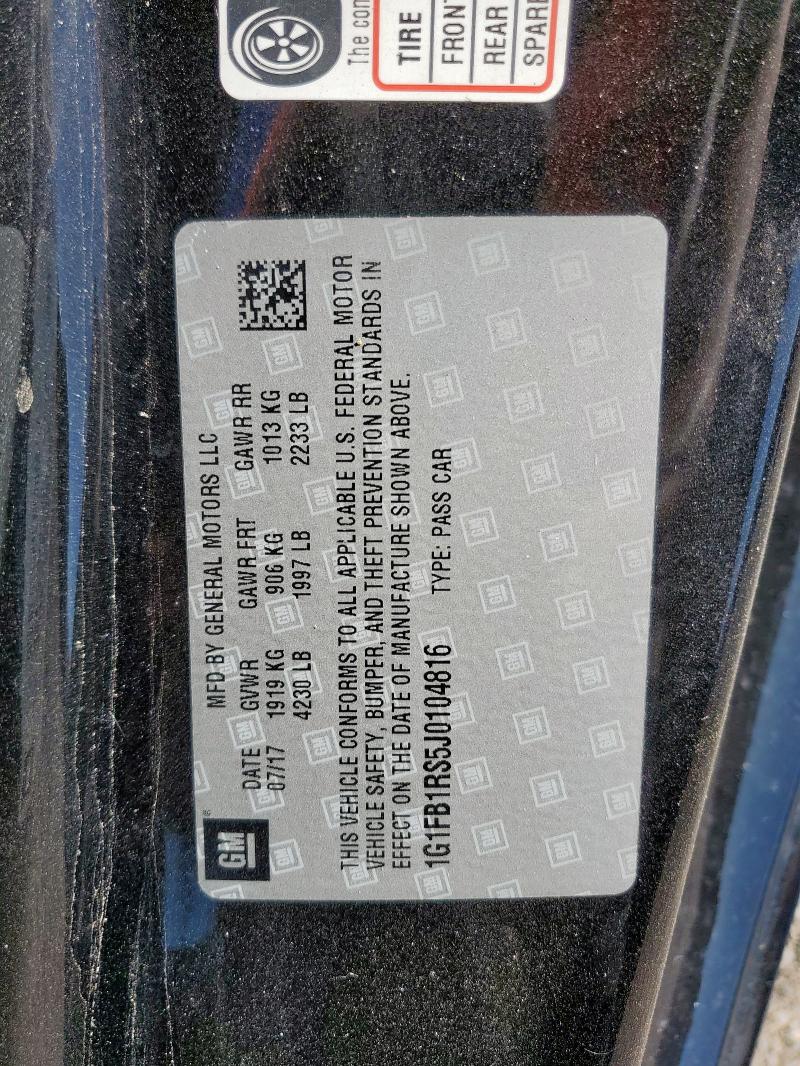 GM
MFD BY GENERAL MOTORS LLC
DATE GVWR GAWR FRT GAWR RR
07/17 1919 KG 906 KG 1013 KG
4230 LB 1997 LB 2233 LB
THIS VEHICLE CONFORMS TO ALL APPLICABLE U.S. FEDERAL MOTOR
VEHICLE SAFETY, BUMPER, AND THEFT PREVENTION STANDARDS IN
EFFECT ON THE DATE OF MANUFACTURE SHOWN ABOVE.
1G1FB1RS5J0104816 TYPE: PASS CAR
The com
TIRE
FRONT
REAR
SPARE